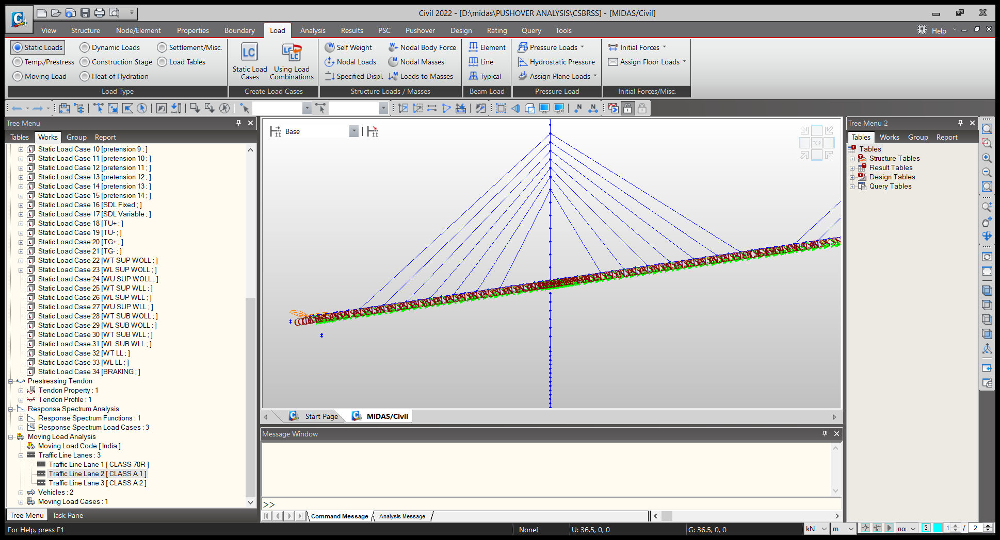 Civil 2022 - [D:\midas\PUSHOVER ANALYSIS\CSBRSS] - [MIDAS/Civil]
View Structure Node/Element Properties Boundary Load Analysis Results PSC Pushover Design Rating Query Tools Help
Static Loads Dynamic Loads Settlement/Misc.
Temp./Prestress Construction Stage Load Tables
Moving Load Heat of Hydration
Load Type
LC Static Load Cases
LC LC Using Load Combinations
Create Load Cases
Self Weight Nodal Body Force
Nodal Loads Nodal Masses
Specified Displ. Loads to Masses
Structure Loads / Masses
Element
Line
Typical
Beam Load
Pressure Loads
Hydrostatic Pressure
Assign Plane Loads
Pressure Load
Initial Forces
Assign Floor Loads
Initial Forces/Misc.
Tree Menu
Tables Works Group Report
Static Load Case 10 [pretension 9 ; ]
Static Load Case 11 [pretension 10 ; ]
Static Load Case 12 [pretension 11 ; ]
Static Load Case 13 [pretension 12 ; ]
Static Load Case 14 [pretension 13 ; ]
Static Load Case 15 [pretension 14 ; ]
Static Load Case 16 [SDL Fixed ; ]
Static Load Case 17 [SDL Variable ; ]
Static Load Case 18 [TU+ ; ]
Static Load Case 19 [TU- ; ]
Static Load Case 20 [TG+ ; ]
Static Load Case 21 [TG- ; ]
Static Load Case 22 [WT SUP WOLL ; ]
Static Load Case 23 [WL SUP WOLL ; ]
Static Load Case 24 [WU SUP WOLL ; ]
Static Load Case 25 [WT SUP WLL ; ]
Static Load Case 26 [WL SUP WLL ; ]
Static Load Case 27 [WU SUP WLL ; ]
Static Load Case 28 [WT SUB WOLL ; ]
Static Load Case 29 [WL SUB WOLL ; ]
Static Load Case 30 [WT SUB WLL ; ]
Static Load Case 31 [WL SUB WLL ; ]
Static Load Case 32 [WT LL ; ]
Static Load Case 33 [WL LL ; ]
Static Load Case 34 [BRAKING ; ]
Prestressing Tendon
Tendon Property : 1
Tendon Profile : 1
Response Spectrum Analysis
Response Spectrum Functions : 1
Response Spectrum Load Cases : 3
Moving Load Analysis
Moving Load Code [ India ]
Traffic Line Lanes : 3
Traffic Line Lane 1 [ CLASS 70R ]
Traffic Line Lane 2 [ CLASS A 1 ]
Traffic Line Lane 3 [ CLASS A 2 ]
Vehicles : 2
Moving Load Cases : 1
Tree Menu Task Pane
Base
TOP
Start Page MIDAS/Civil
Message Window
>>
Command Message Analysis Message
Tree Menu 2
Tables Works Group Report
Tables
Structure Tables
Result Tables
Design Tables
Query Tables
For Help, press F1 None! U: 36.5, 0, 0 G: 36.5, 0, 0 kN m nor ? 1 / 2